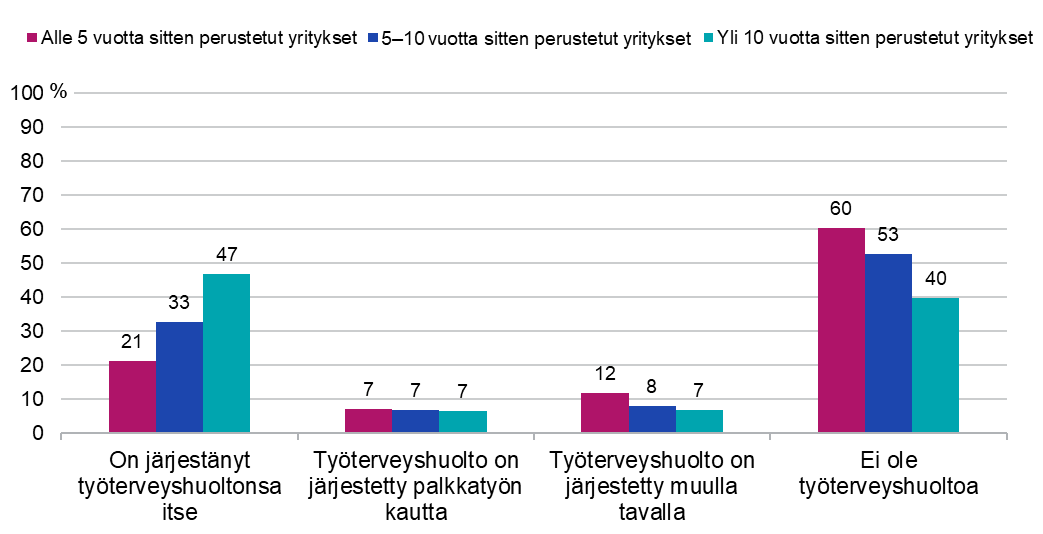 Alle 5 vuotta sitten perustetut yritykset 5–10 vuotta sitten perustetut yritykset Yli 10 vuotta sitten perustetut yritykset
100 %
90
80
70
60
50
40
30
20
10
0
21 33 47
7 7 7
12 8 7
60 53 40
On järjestänyt
työterveyshuoltonsa
itse
Työterveyshuolto on
järjestetty palkkatyön
kautta
Työterveyshuolto on
järjestetty muulla
tavalla
Ei ole
työterveyshuoltoa